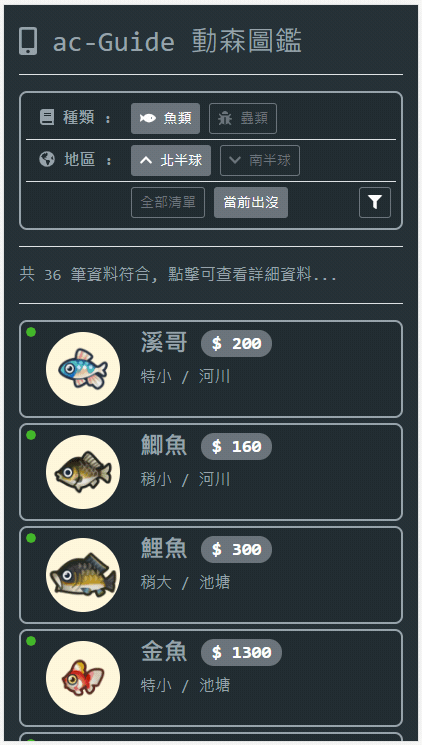 ac-Guide 動森圖鑑
種類 : 魚類 蟲類
地區 : 北半球 南半球
全部清單 當前出沒
共 36 筆資料符合, 點擊可查看詳細資料...
溪哥 $ 200
特小 / 河川
鯽魚 $ 160
稍小 / 河川
鯉魚 $ 300
稍大 / 池塘
金魚 $ 1300
特小 / 池塘